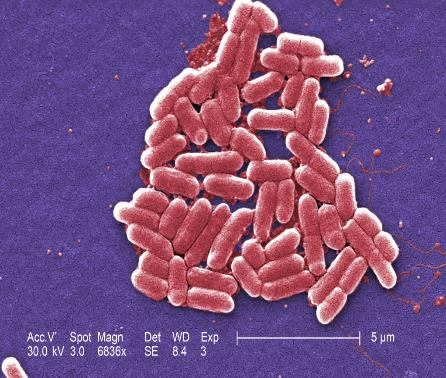 Acc.V Spot Magn Det WD Exp 5 µm
30.0 kV 3.0 6836x SE 8.4 3